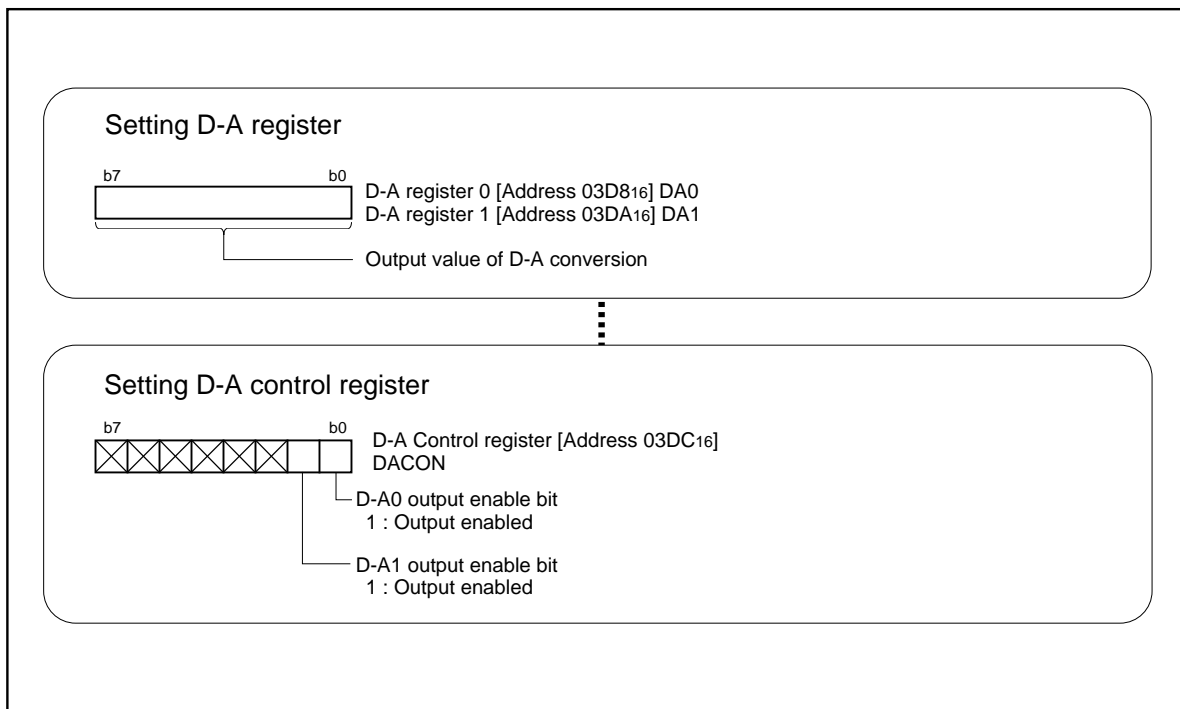 Setting D-A register
b7 b0
D-A register 0 [Address 03D816] DA0
D-A register 1 [Address 03DA16] DA1
Output value of D-A conversion
Setting D-A control register
b7 b0
D-A Control register [Address 03DC16]
DACON
D-A0 output enable bit
1 : Output enabled
D-A1 output enable bit
1 : Output enabled